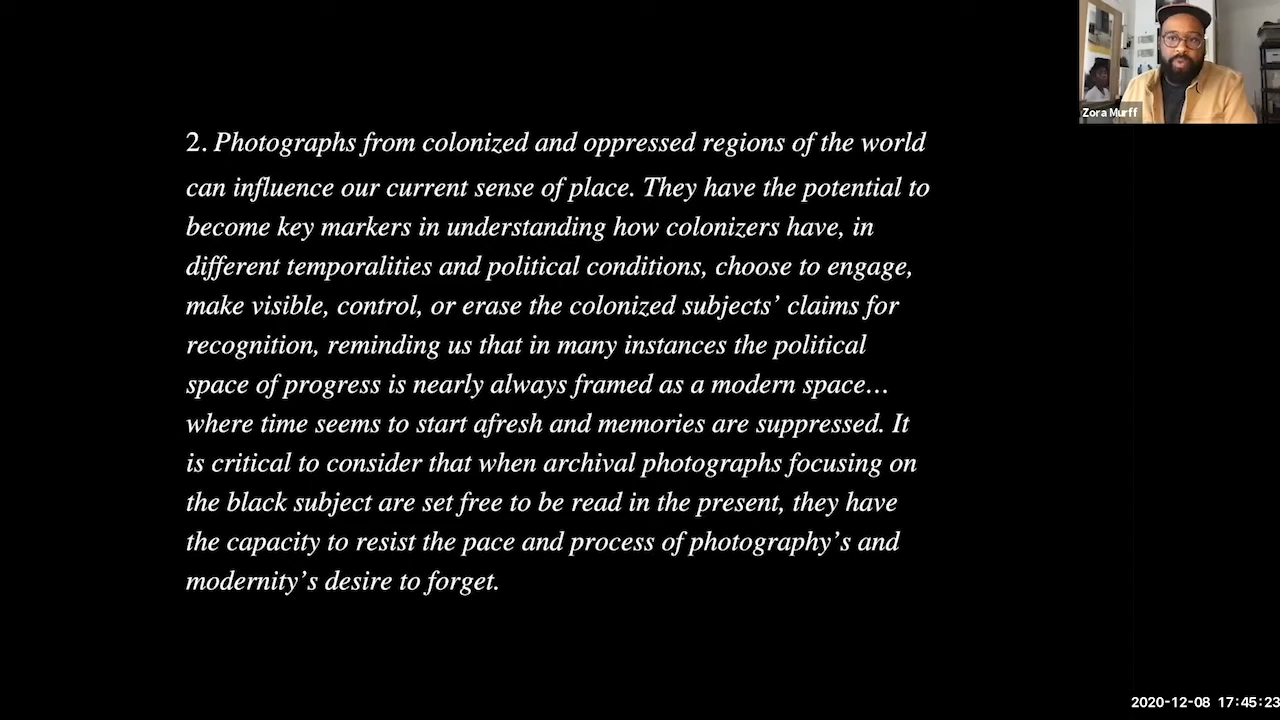 Zora Murff
2. Photographs from colonized and oppressed regions of the world
can influence our current sense of place. They have the potential to
become key markers in understanding how colonizers have, in
different temporalities and political conditions, choose to engage,
make visible, control, or erase the colonized subjects’ claims for
recognition, reminding us that in many instances the political
space of progress is nearly always framed as a modern space…
where time seems to start afresh and memories are suppressed. It
is critical to consider that when archival photographs focusing on
the black subject are set free to be read in the present, they have
the capacity to resist the pace and process of photography’s and
modernity’s desire to forget.
2020-12-08 17:45:23